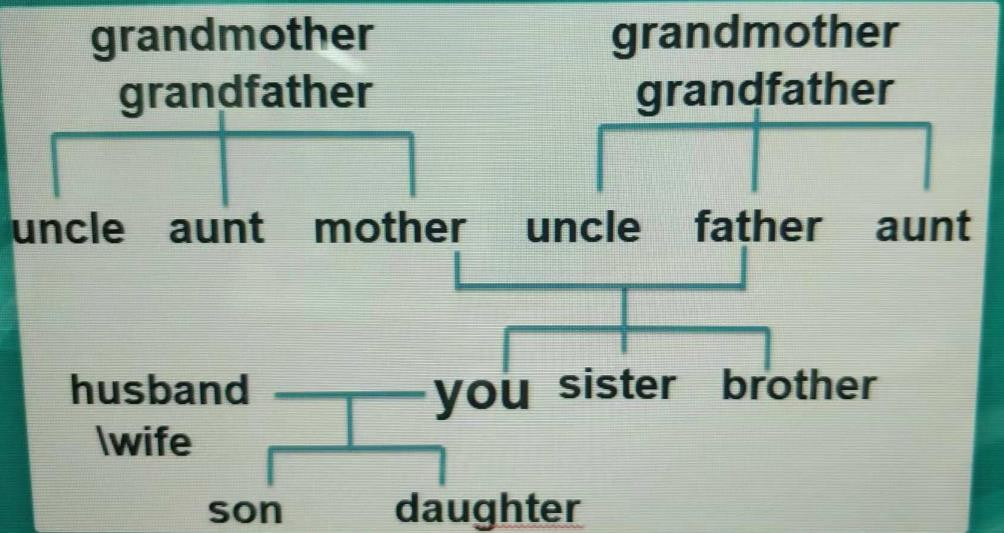 grandmother grandmother
grandfather grandfather
uncle aunt mother uncle father aunt
husband you sister brother
\wife
son daughter